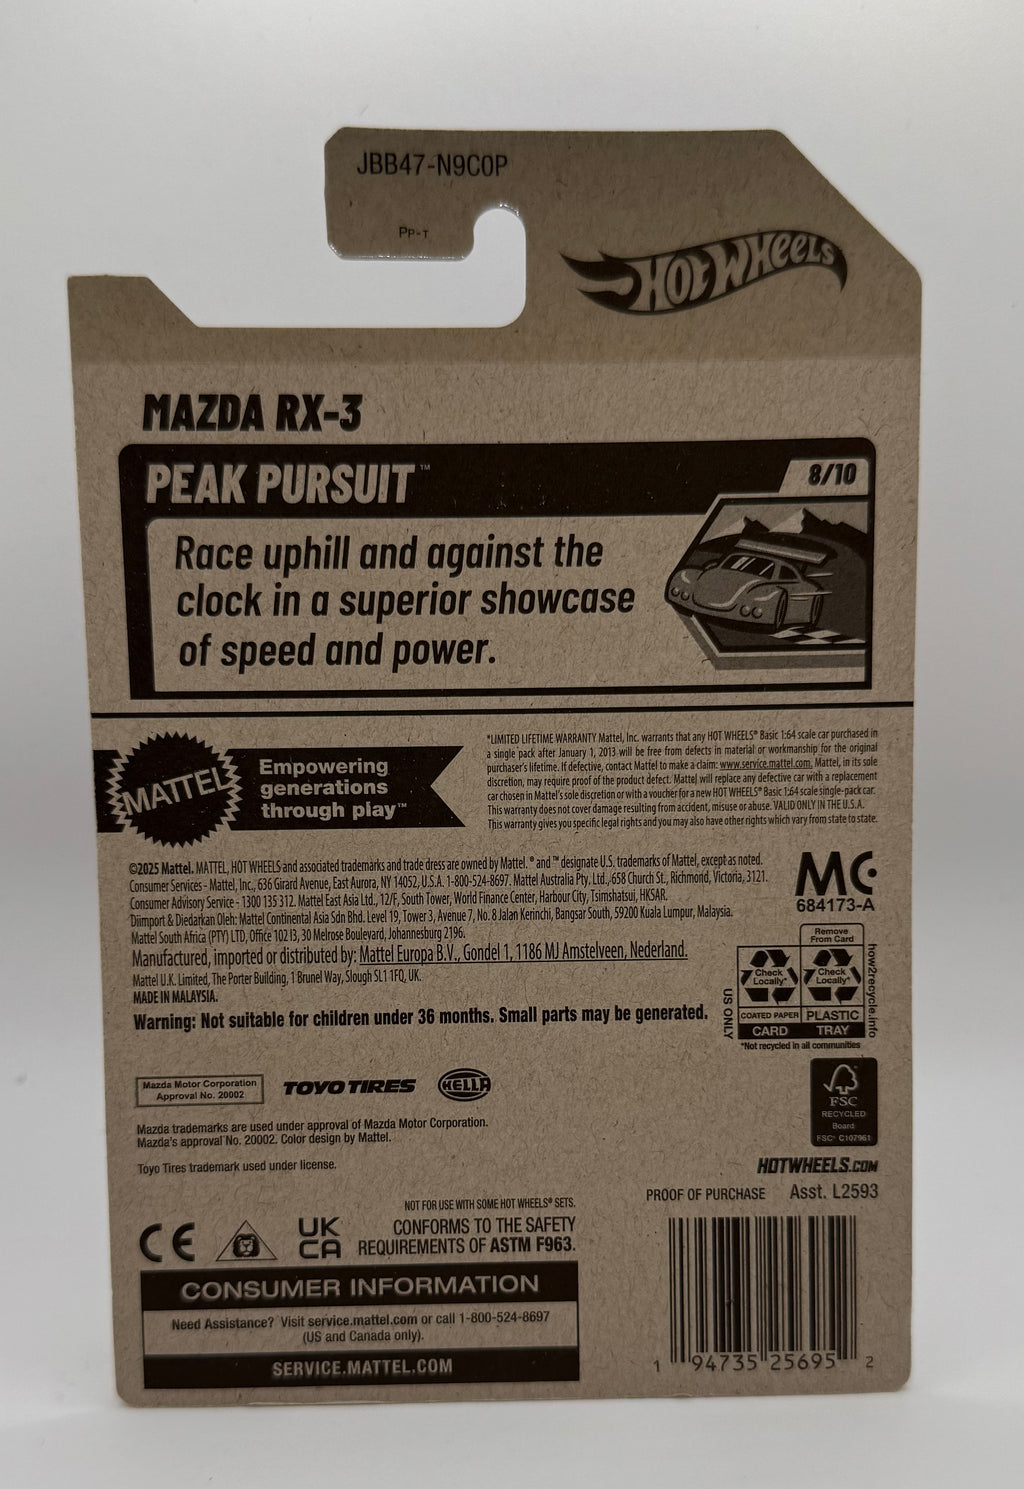 JBB47-N9C0P
Pp-T
HOT WHEELS
MAZDA RX-3
PEAK PURSUIT™
8/10
Race uphill and against the
clock in a superior showcase
of speed and power.
MATTEL
Empowering
generations
through play™
*LIMITED LIFETIME WARRANTY Mattel, Inc. warrants that any HOT WHEELS® Basic 1:64 scale car purchased in
a single pack after January 1, 2013 will be free from defects in material or workmanship for the original
purchaser's lifetime. If defective, contact Mattel to make a claim: www.service.mattel.com. Mattel, in its sole
discretion, may require proof of the product defect. Mattel will replace any defective car with a replacement
car chosen in Mattel's sole discretion or with a voucher for a new HOT WHEELS® Basic 1:64 scale single-pack car.
This warranty does not cover damage resulting from accident, misuse or abuse. VALID ONLY IN THE U.S.A.
This warranty gives you specific legal rights and you may also have other rights which vary from state to state.
©2025 Mattel. MATTEL, HOT WHEELS and associated trademarks and trade dress are owned by Mattel. ® and ™ designate U.S. trademarks of Mattel, except as noted.
Consumer Services - Mattel, Inc., 636 Girard Avenue, East Aurora, NY 14052, U.S.A. 1-800-524-8697. Mattel Australia Pty. Ltd., 658 Church St., Richmond, Victoria, 3121.
Consumer Advisory Service - 1300 135 312. Mattel East Asia Ltd., 12/F, South Tower, World Finance Center, Harbour City, Tsimshatsui, HKSAR.
Diimport & Diedarkan Oleh: Mattel Continental Asia Sdn Bhd. Level 19, Tower 3, Avenue 7, No. 8 Jalan Kerinchi, Bangsar South, 59200 Kuala Lumpur, Malaysia.
Mattel South Africa (PTY) LTD, Office 102 I3, 30 Melrose Boulevard, Johannesburg 2196.
Manufactured, imported or distributed by: Mattel Europa B.V., Gondel 1, 1186 MJ Amstelveen, Nederland.
Mattel U.K. Limited, The Porter Building, 1 Brunel Way, Slough SL1 1FQ, UK.
MADE IN MALAYSIA.
Warning: Not suitable for children under 36 months. Small parts may be generated.
MC
684173-A
Remove
From Card
Check
Locally*
Check
Locally*
COATED PAPER
PLASTIC
CARD
TRAY
US ONLY
how2recycle.info
*Not recycled in all communities
Mazda Motor Corporation
Approval No. 20002
TOYO TIRES
HELLA
FSC
RECYCLED
Board
FSC® C107961
Mazda trademarks are used under approval of Mazda Motor Corporation.
Mazda's approval No. 20002. Color design by Mattel.
Toyo Tires trademark used under license.
HOTWHEELS.COM
PROOF OF PURCHASE Asst. L2593
NOT FOR USE WITH SOME HOT WHEELS® SETS.
CE
UK
CA
CONFORMS TO THE SAFETY
REQUIREMENTS OF ASTM F963.
CONSUMER INFORMATION
Need Assistance? Visit service.mattel.com or call 1-800-524-8697
(US and Canada only).
SERVICE.MATTEL.COM
1 94735 25695 2